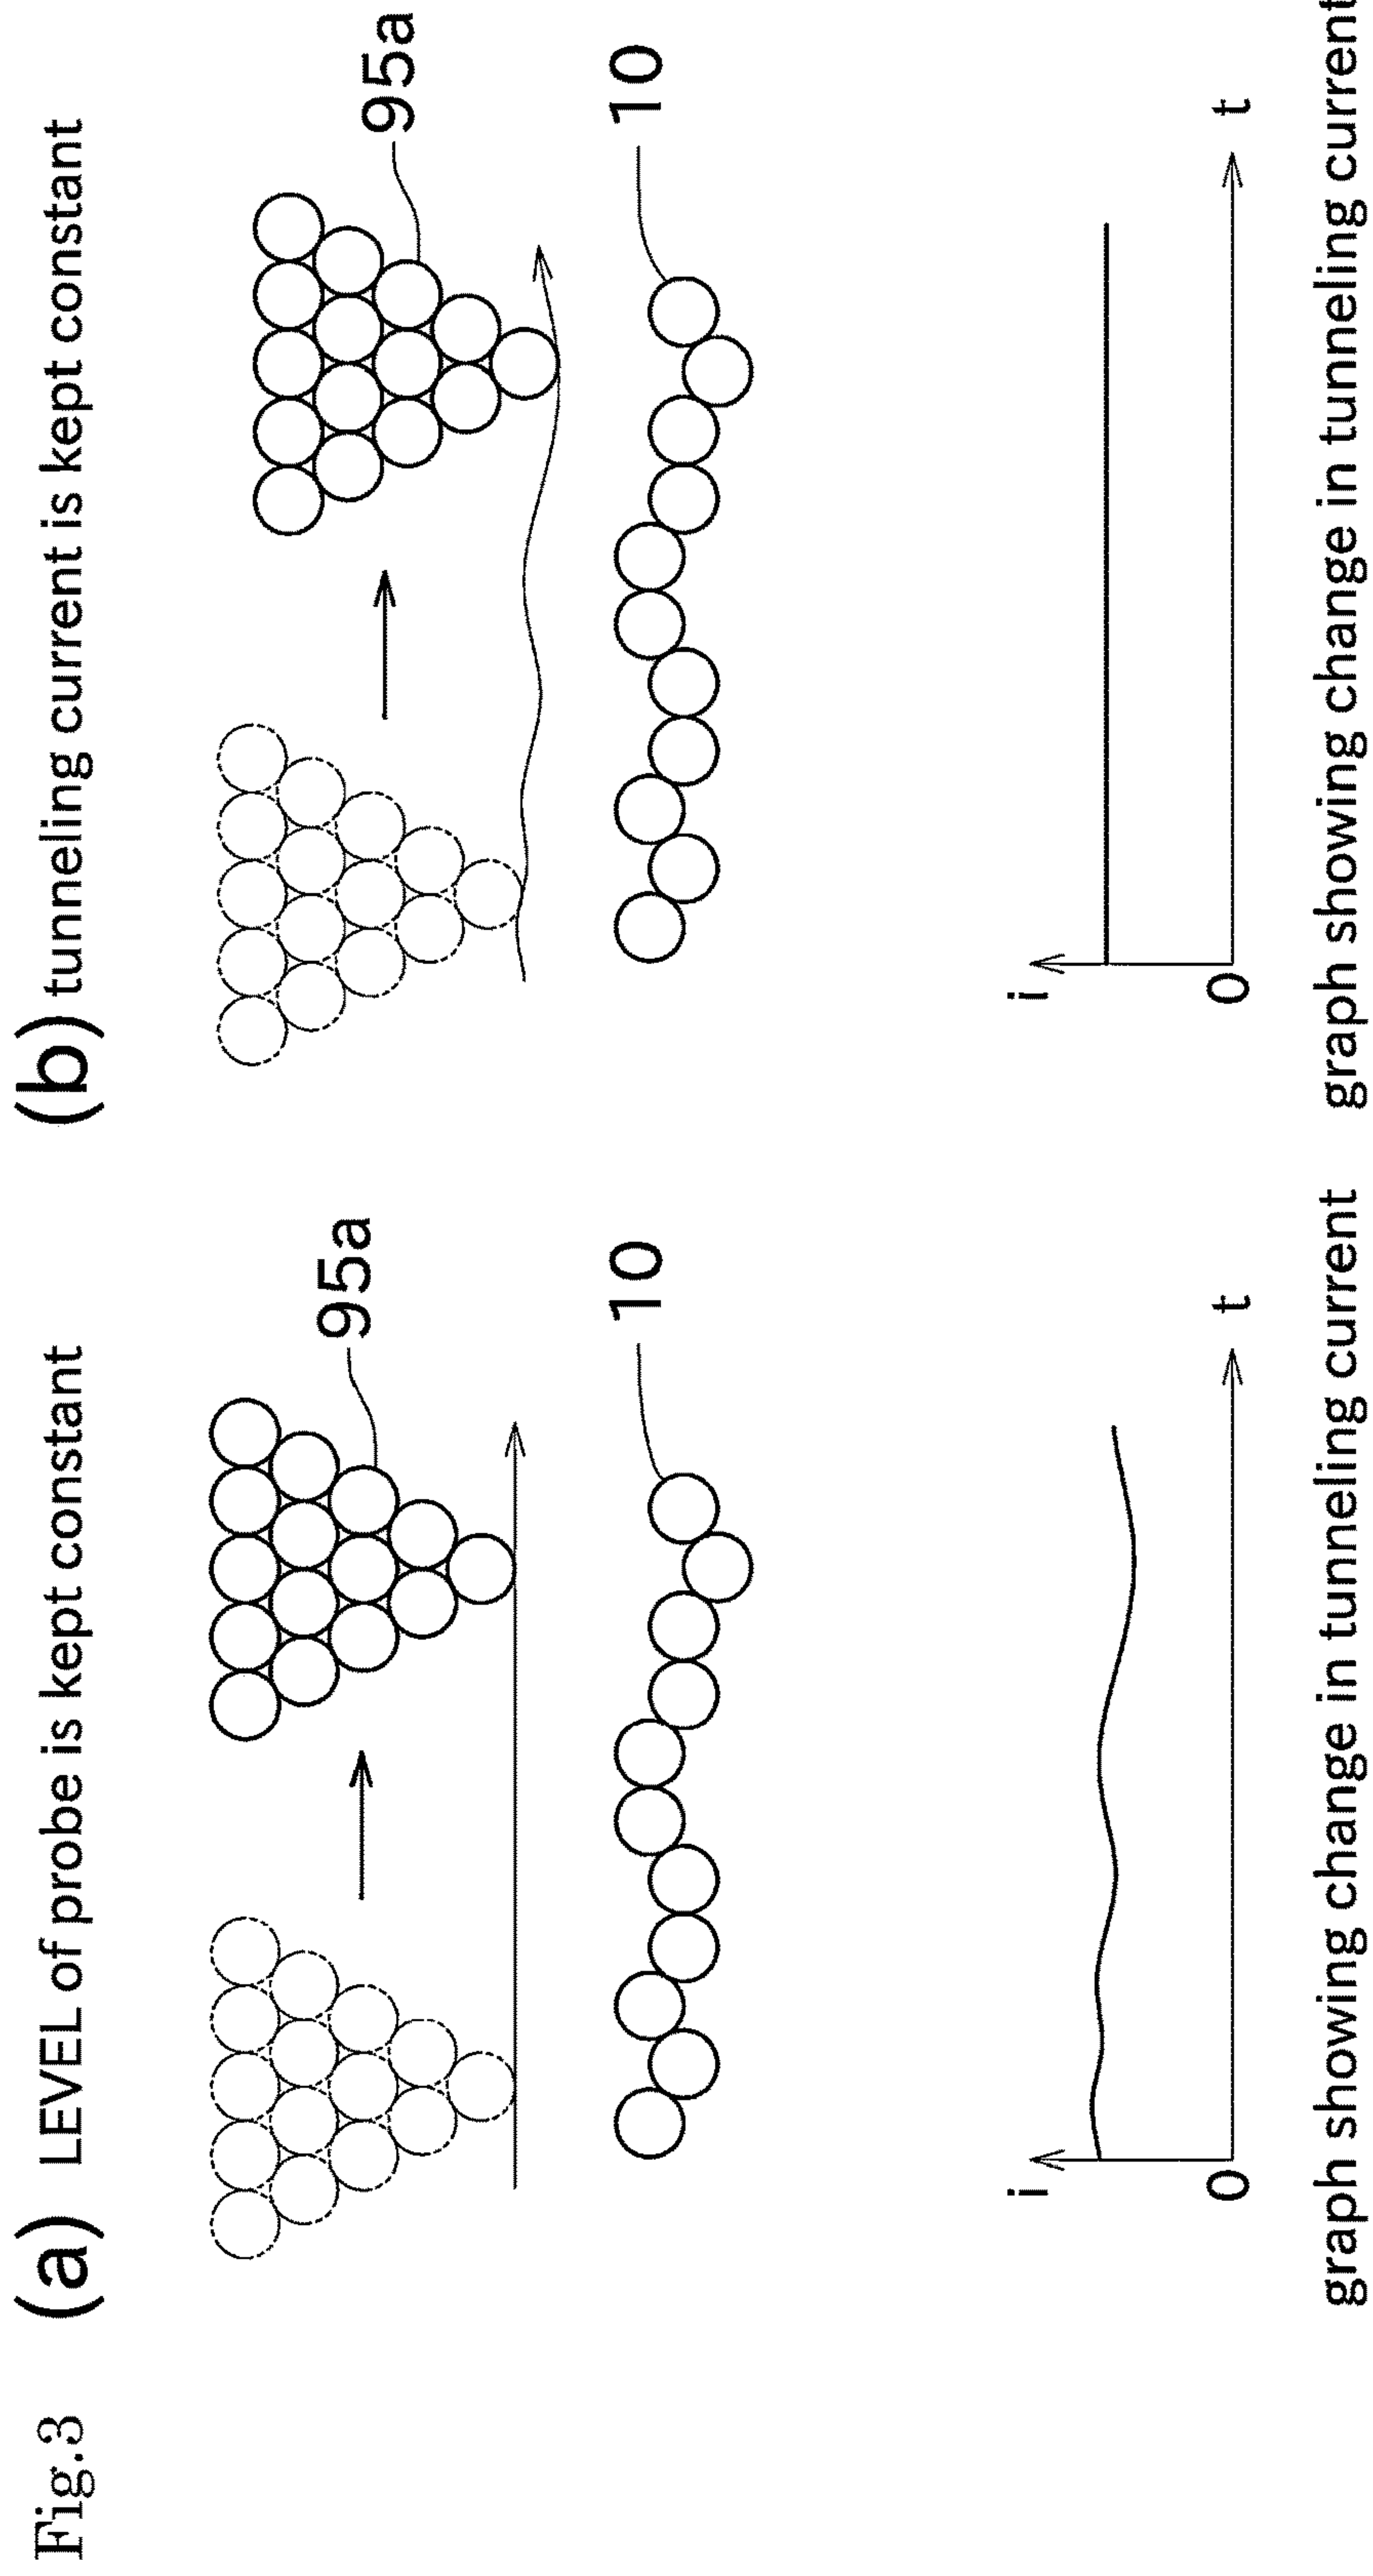 Fig.3
(a) LEVEL of probe is kept constant
95a
10
i
0
t
graph showing change in tunneling current
(b) tunneling current is kept constant
95a
10
i
0
t
graph showing change in tunneling current